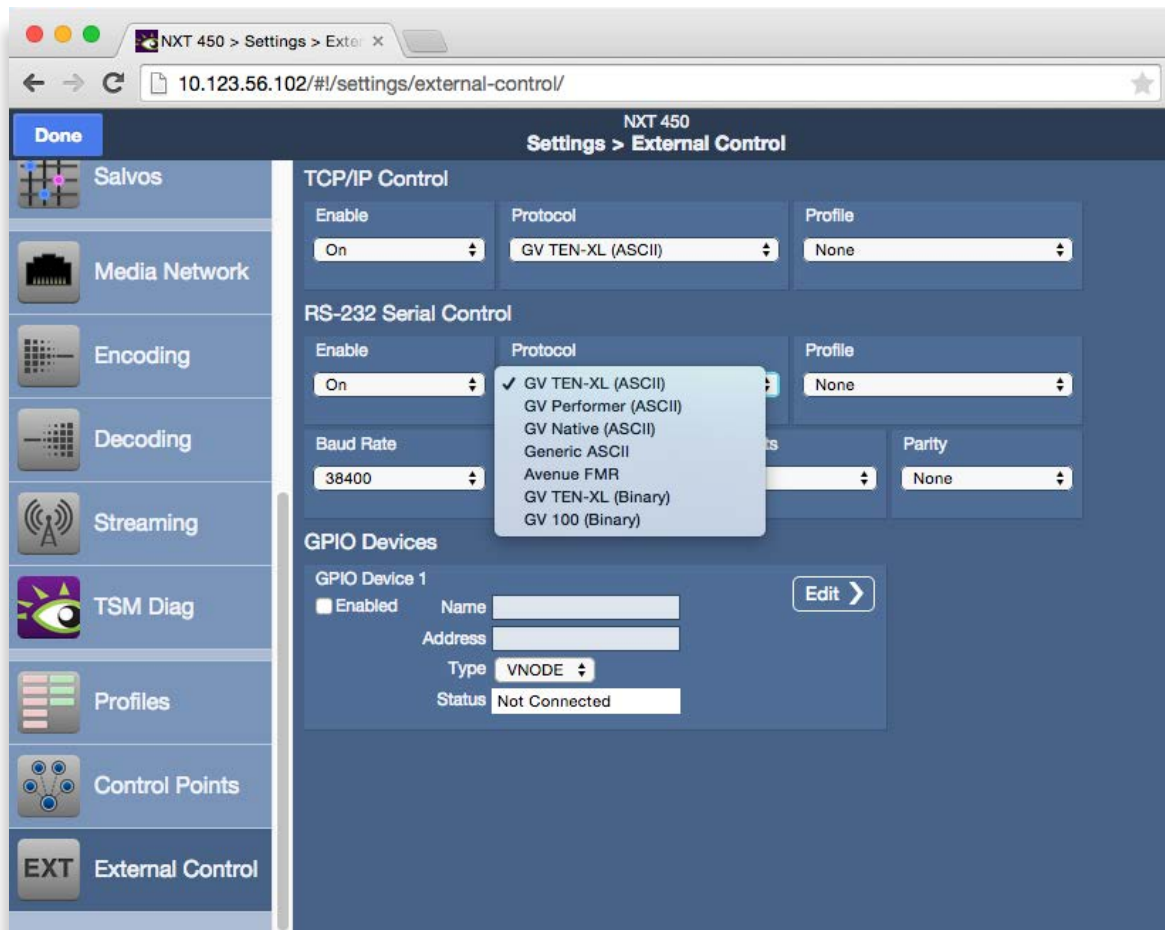 NXT 450 > Settings > Exter
10.123.56.102/#!/settings/external-control/
Done
NXT 450
Settings > External Control
Salvos
Media Network
Encoding
Decoding
Streaming
TSM Diag
Profiles
Control Points
EXT External Control
TCP/IP Control
Enable Protocol Profile
On GV TEN-XL (ASCII) None
RS-232 Serial Control
Enable Protocol Profile
On None
✓ GV TEN-XL (ASCII)
GV Performer (ASCII)
GV Native (ASCII)
Generic ASCII
Avenue FMR
GV TEN-XL (Binary)
GV 100 (Binary)
Baud Rate Parity
38400 None
GPIO Devices
GPIO Device 1
Enabled Name
Edit ❯
Address
Type VNODE
Status Not Connected